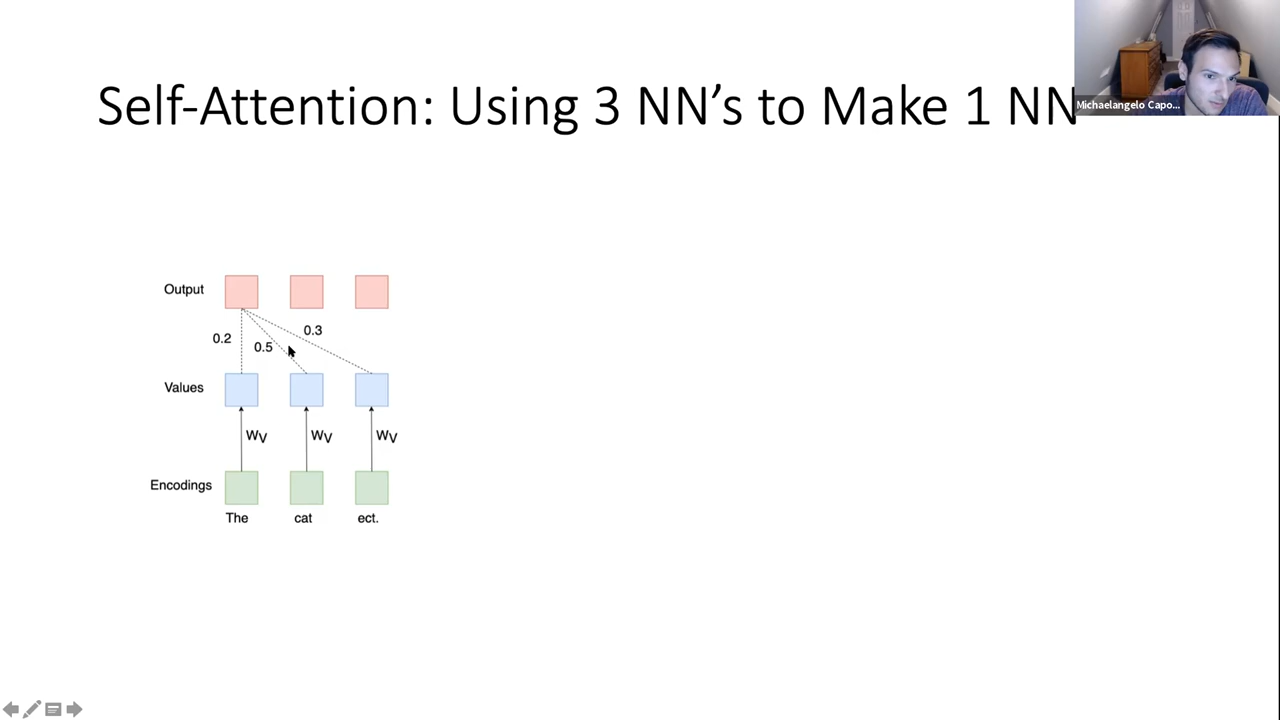 Self-Attention: Using 3 NN's to Make 1 NN
Michaelangelo Capo...
Output
0.3
0.2
0.5
Values
WV WV WV
Encodings
The cat ect.